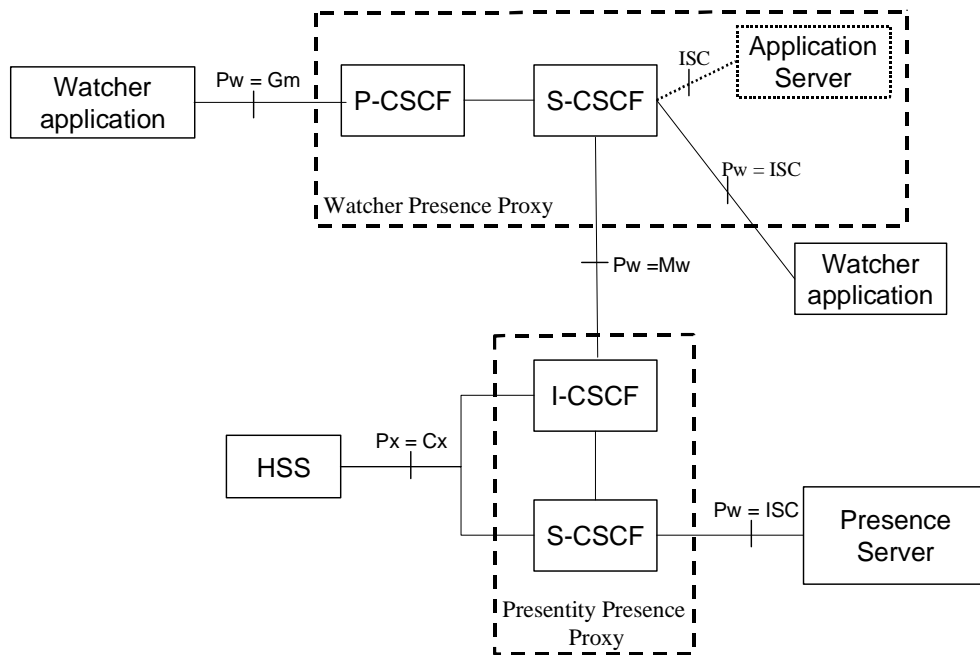 Watcher
application
Pw = Gm
P-CSCF
S-CSCF
ISC
Application
Server
Pw = ISC
Watcher Presence Proxy
Watcher
application
Pw =Mw
I-CSCF
HSS
Px = Cx
S-CSCF
Pw = ISC
Presence
Server
Presentity Presence
Proxy